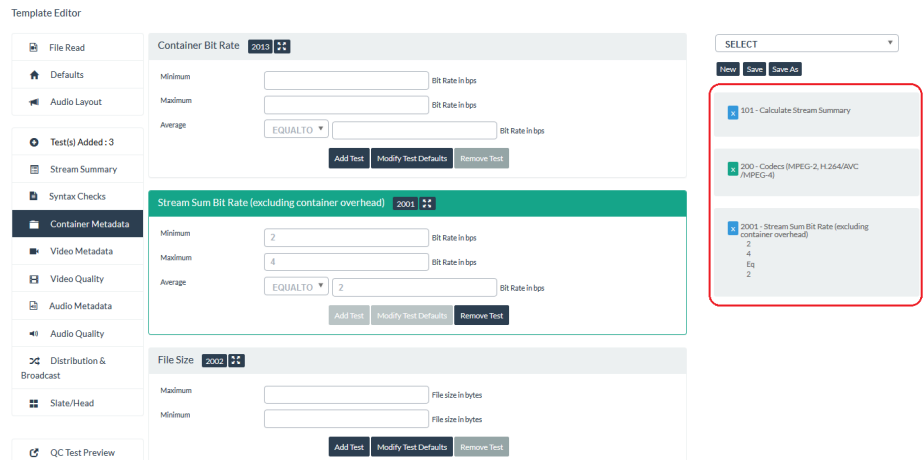 Template Editor
File Read
Defaults
Audio Layout
Test(s) Added : 3
Stream Summary
Syntax Checks
Container Metadata
Video Metadata
Video Quality
Audio Metadata
Audio Quality
Distribution &
Broadcast
Slate/Head
QC Test Preview
Container Bit Rate 2013
Minimum Bit Rate in bps
Maximum Bit Rate in bps
Average EQUALTO Bit Rate in bps
Add Test Modify Test Defaults Remove Test
Stream Sum Bit Rate (excluding container overhead) 2001
Minimum 2 Bit Rate in bps
Maximum 4 Bit Rate in bps
Average EQUALTO 2 Bit Rate in bps
Add Test Modify Test Defaults Remove Test
File Size 2002
Maximum File size in bytes
Minimum File size in bytes
Add Test Modify Test Defaults Remove Test
SELECT
New Save Save As
x 101 - Calculate Stream Summary
x 200 - Codecs (MPEG-2, H.264/AVC
/MPEG-4)
x 2001 - Stream Sum Bit Rate (excluding
container overhead)
2
4
Eq
2